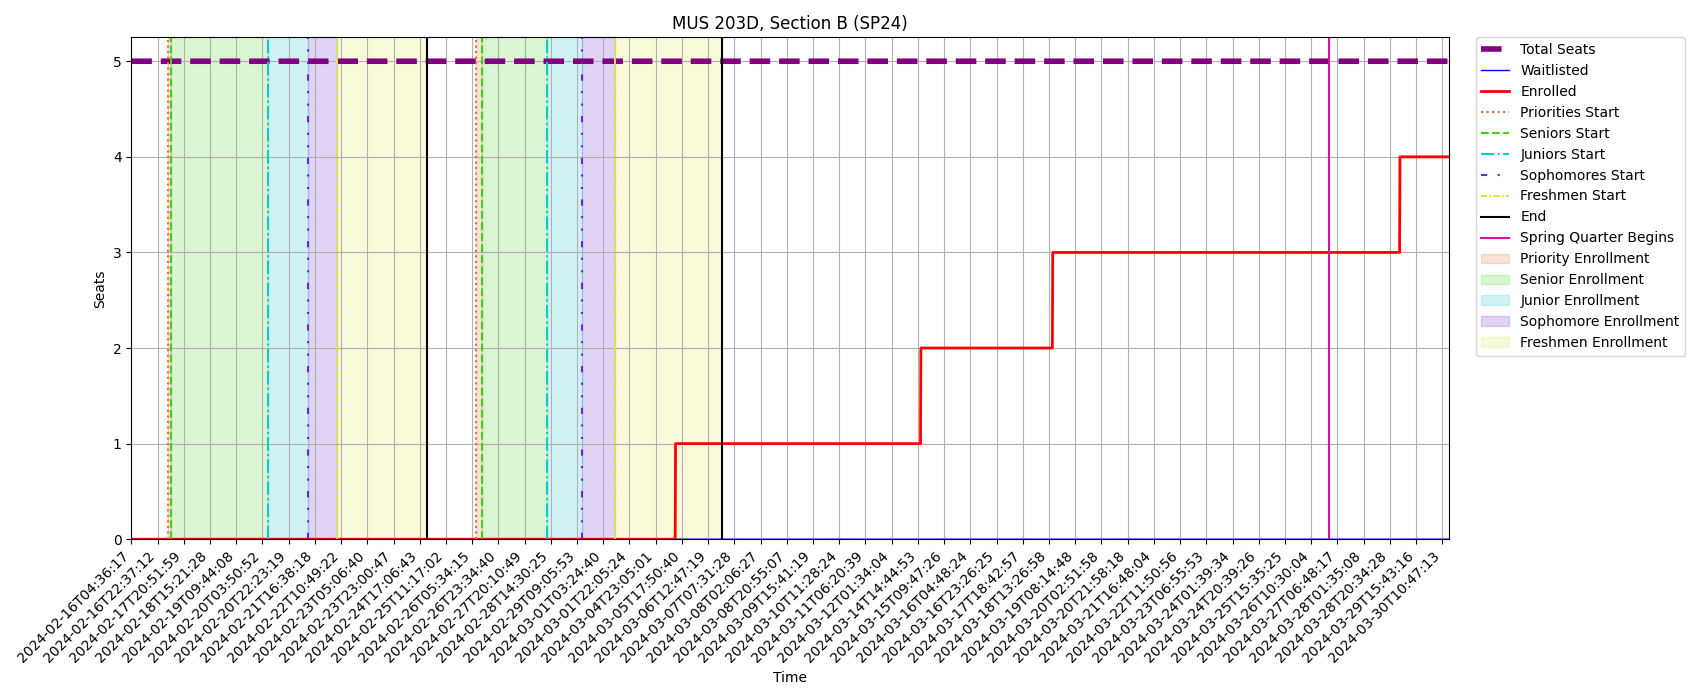 MUS 203D, Section B (SP24)
Seats
5
4
3
2
1
0
2024-02-16T04:36:17
2024-02-16T22:37:12
2024-02-17T20:51:59
2024-02-18T15:21:28
2024-02-19T09:44:08
2024-02-20T03:50:52
2024-02-20T22:23:19
2024-02-21T16:38:18
2024-02-22T10:49:22
2024-02-23T05:06:40
2024-02-23T23:00:47
2024-02-24T17:06:43
2024-02-25T11:17:02
2024-02-26T05:34:15
2024-02-26T23:34:40
2024-02-27T20:10:49
2024-02-28T14:30:25
2024-02-29T09:05:53
2024-03-01T03:24:40
2024-03-01T22:05:24
2024-03-04T23:05:01
2024-03-05T17:50:40
2024-03-06T12:47:19
2024-03-07T07:31:28
2024-03-08T02:06:27
2024-03-08T20:55:07
2024-03-09T15:41:19
2024-03-10T11:28:24
2024-03-11T06:20:39
2024-03-12T01:34:04
2024-03-14T14:44:53
2024-03-15T09:47:26
2024-03-16T04:48:24
2024-03-16T23:26:25
2024-03-17T18:42:57
2024-03-18T13:26:58
2024-03-19T08:14:48
2024-03-20T02:51:58
2024-03-20T21:58:18
2024-03-21T16:48:04
2024-03-22T11:50:56
2024-03-23T06:55:53
2024-03-24T01:39:34
2024-03-24T20:39:26
2024-03-25T15:35:25
2024-03-26T10:30:04
2024-03-27T06:48:17
2024-03-28T01:35:08
2024-03-28T20:34:28
2024-03-29T15:43:16
2024-03-30T10:47:13
Time
Total Seats
Waitlisted
Enrolled
Priorities Start
Seniors Start
Juniors Start
Sophomores Start
Freshmen Start
End
Spring Quarter Begins
Priority Enrollment
Senior Enrollment
Junior Enrollment
Sophomore Enrollment
Freshmen Enrollment